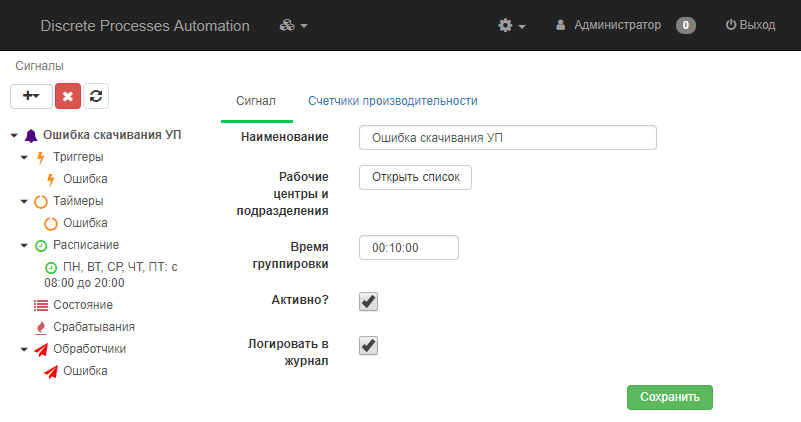 Discrete Processes Automation
Администратор 0 Выход
Сигналы
Сигнал Счетчики производительности
Ошибка скачивания УП
Триггеры
Ошибка
Таймеры
Ошибка
Расписание
ПН, ВТ, СР, ЧТ, ПТ: с
08:00 до 20:00
Состояние
Срабатывания
Обработчики
Ошибка
Наименование Ошибка скачивания УП
Рабочие
центры и
подразделения
Открыть список
Время
группировки
00:10:00
Активно?
Логировать в
журнал
Сохранить